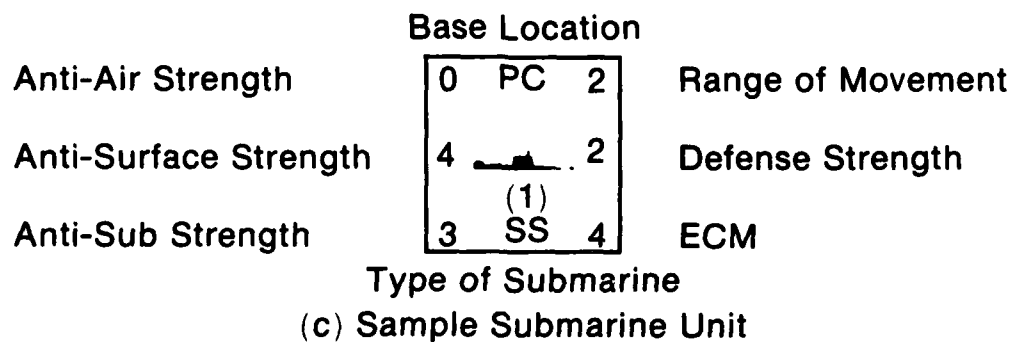 Base Location
Anti-Air Strength 0 PC 2 Range of Movement
Anti-Surface Strength 4 2 Defense Strength
(1)
Anti-Sub Strength 3 SS 4 ECM
Type of Submarine
(c) Sample Submarine Unit